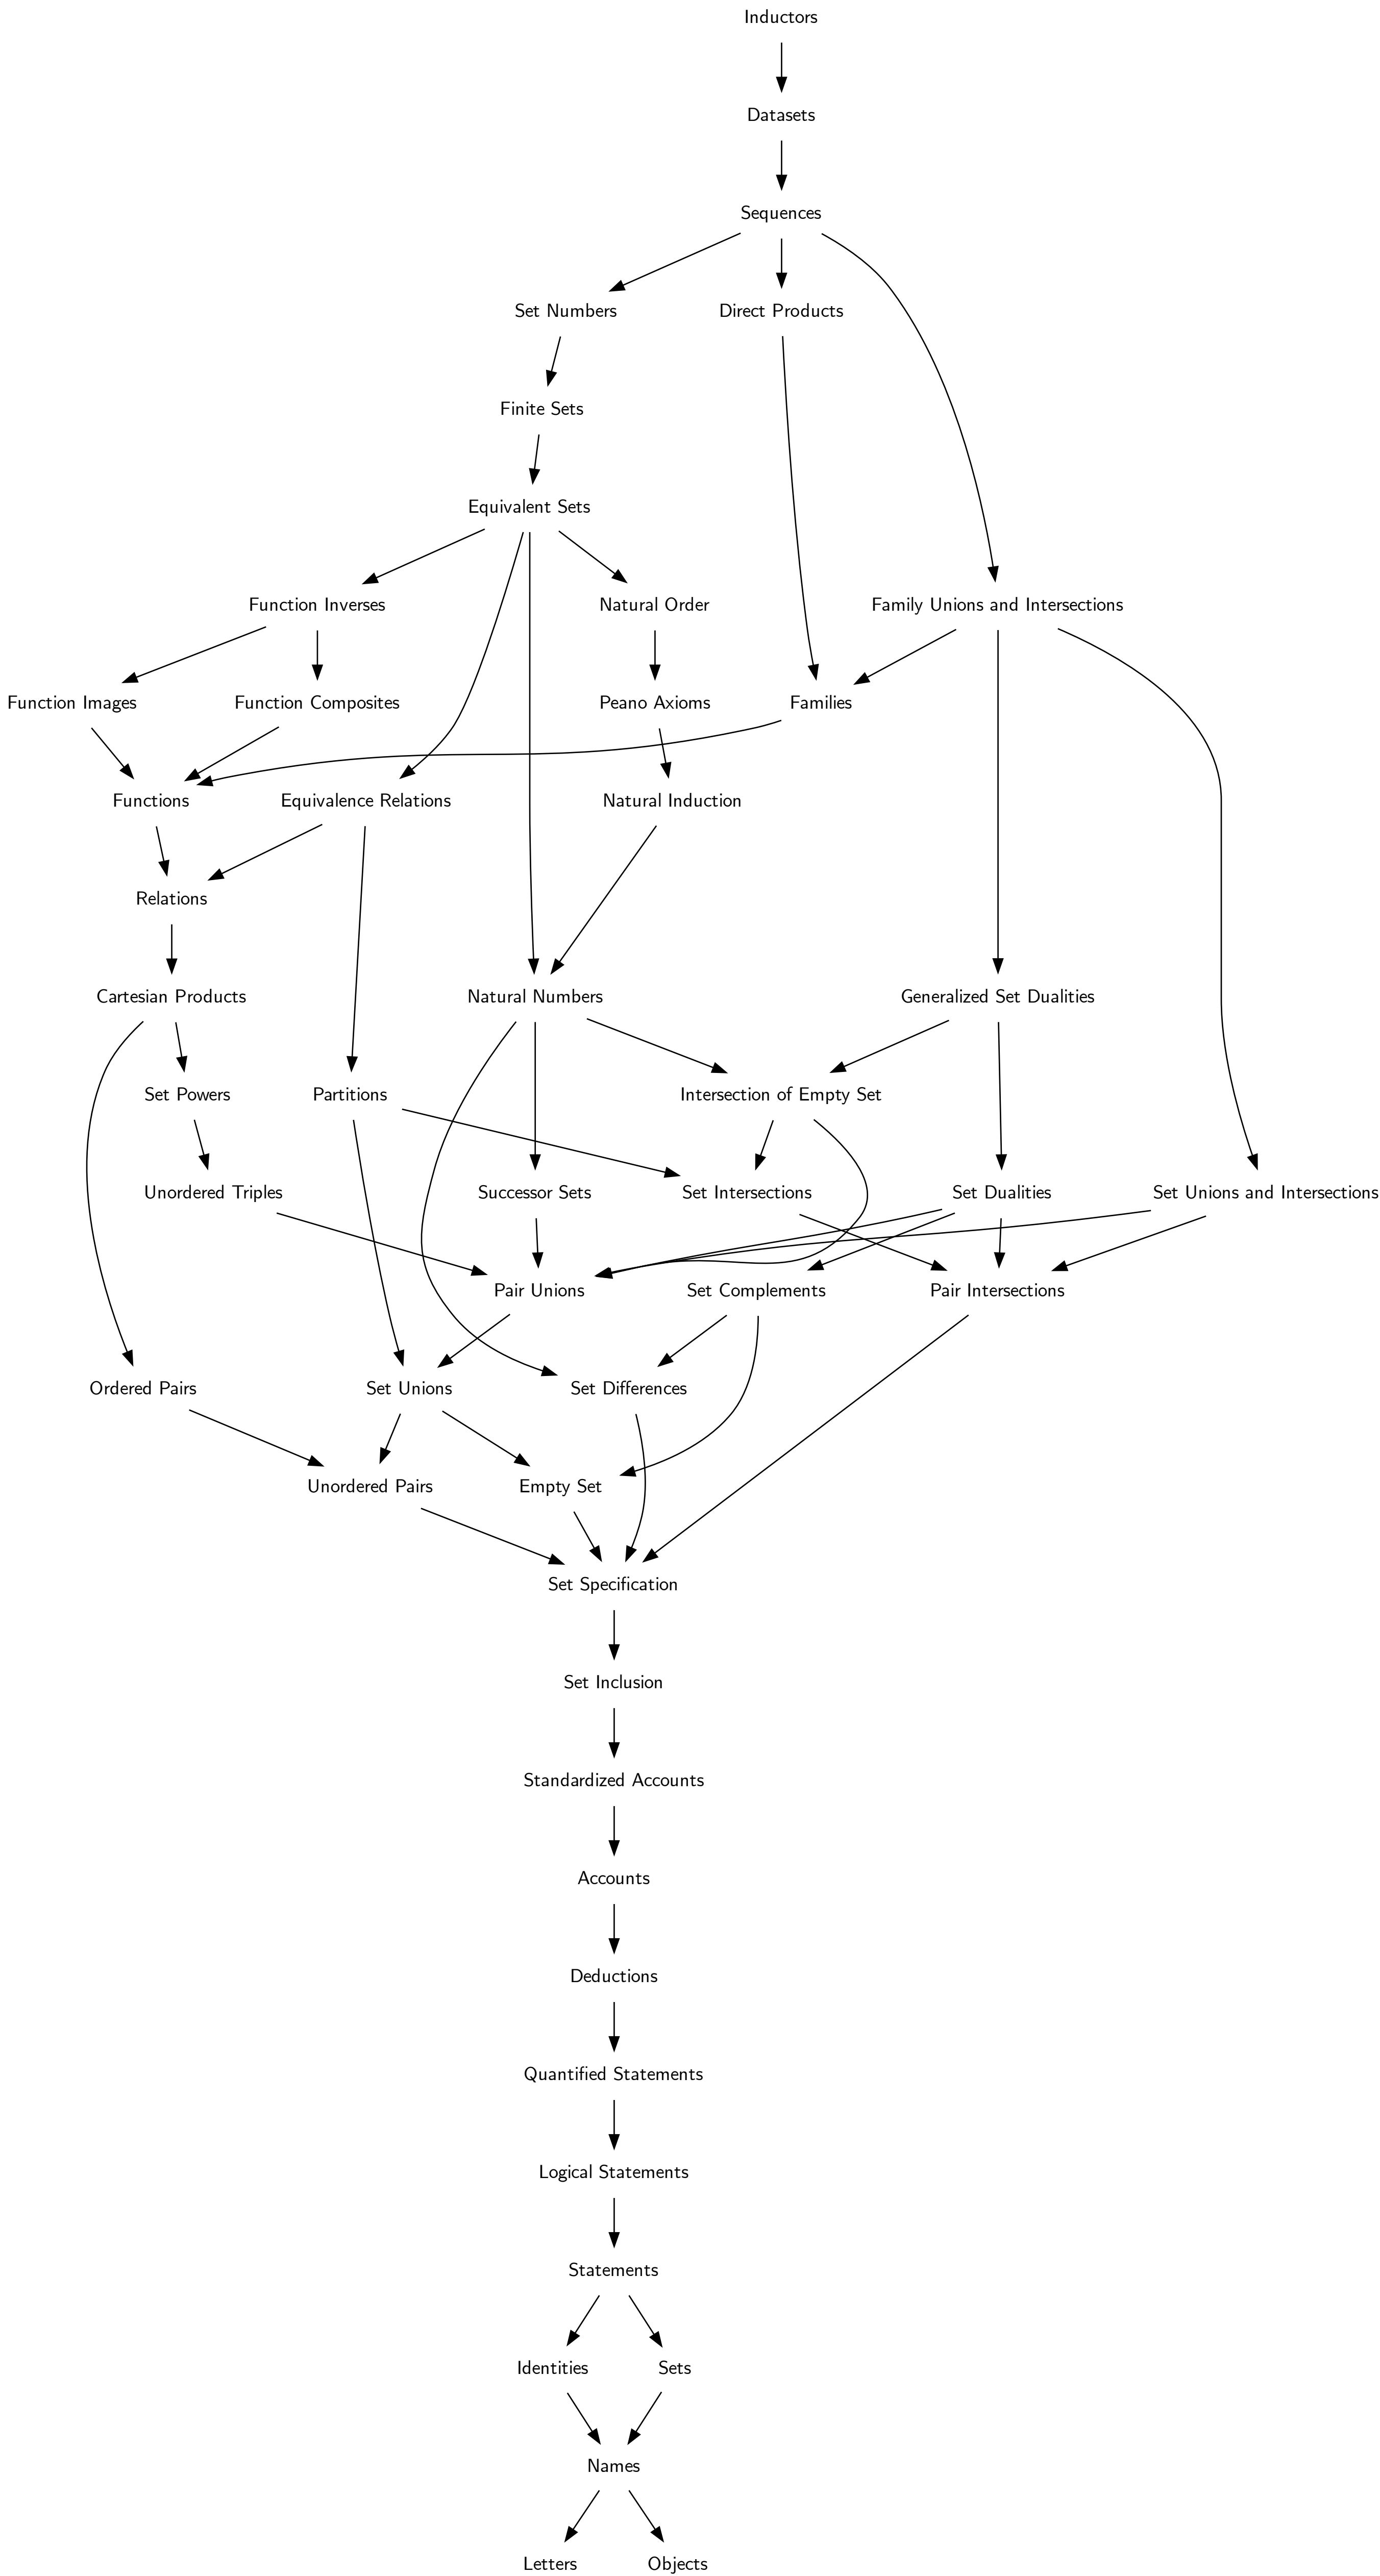 Inductors
Datasets
Sequences
Set Numbers
Direct Products
Finite Sets
Equivalent Sets
Function Inverses
Natural Order
Family Unions and Intersections
Function Images
Function Composites
Peano Axioms
Families
Functions
Equivalence Relations
Natural Induction
Relations
Cartesian Products
Natural Numbers
Generalized Set Dualities
Set Powers
Partitions
Intersection of Empty Set
Unordered Triples
Successor Sets
Set Intersections
Set Dualities
Set Unions and Intersections
Pair Unions
Set Complements
Pair Intersections
Ordered Pairs
Set Unions
Set Differences
Unordered Pairs
Empty Set
Set Specification
Set Inclusion
Standardized Accounts
Accounts
Deductions
Quantified Statements
Logical Statements
Statements
Identities
Sets
Names
Letters
Objects